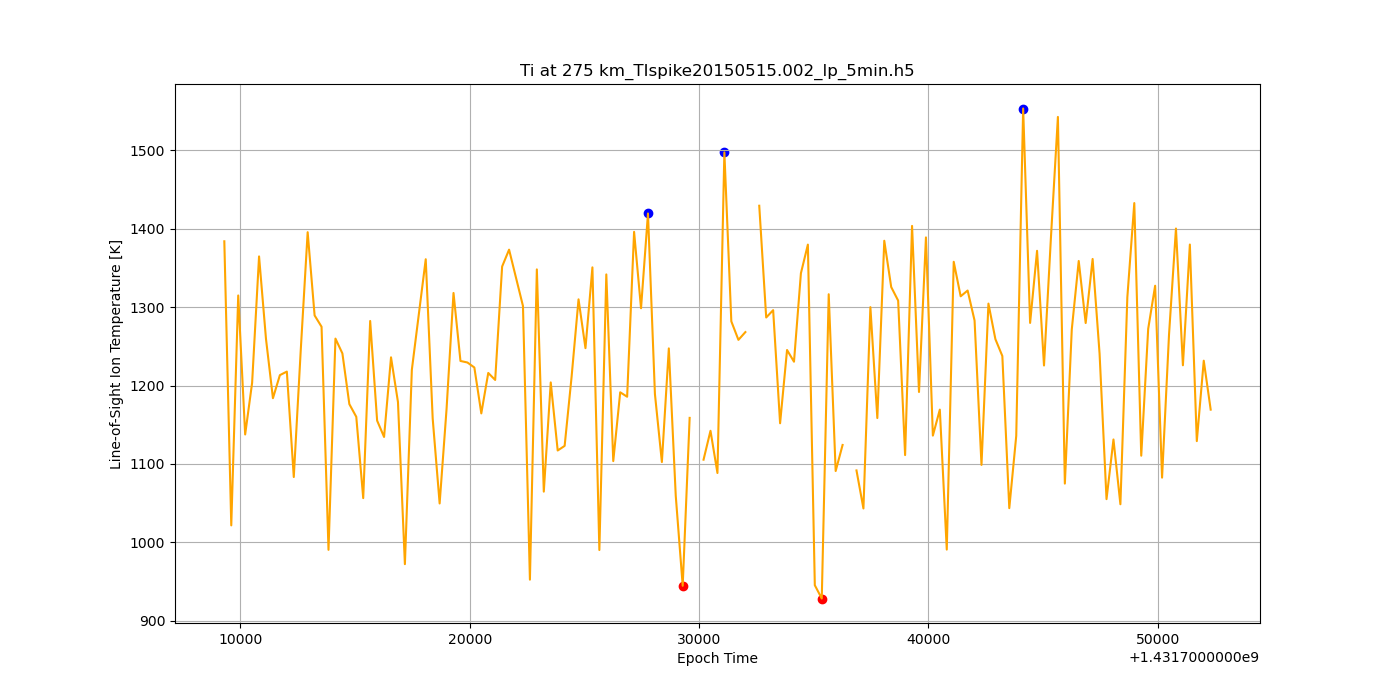 Ti at 275 km_TIspike20150515.002_lp_5min.h5
Line-of-Sight Ion Temperature [K]
1500
1400
1300
1200
1100
1000
900
10000 20000 30000 40000 50000
Epoch Time
+1.4317000000e9